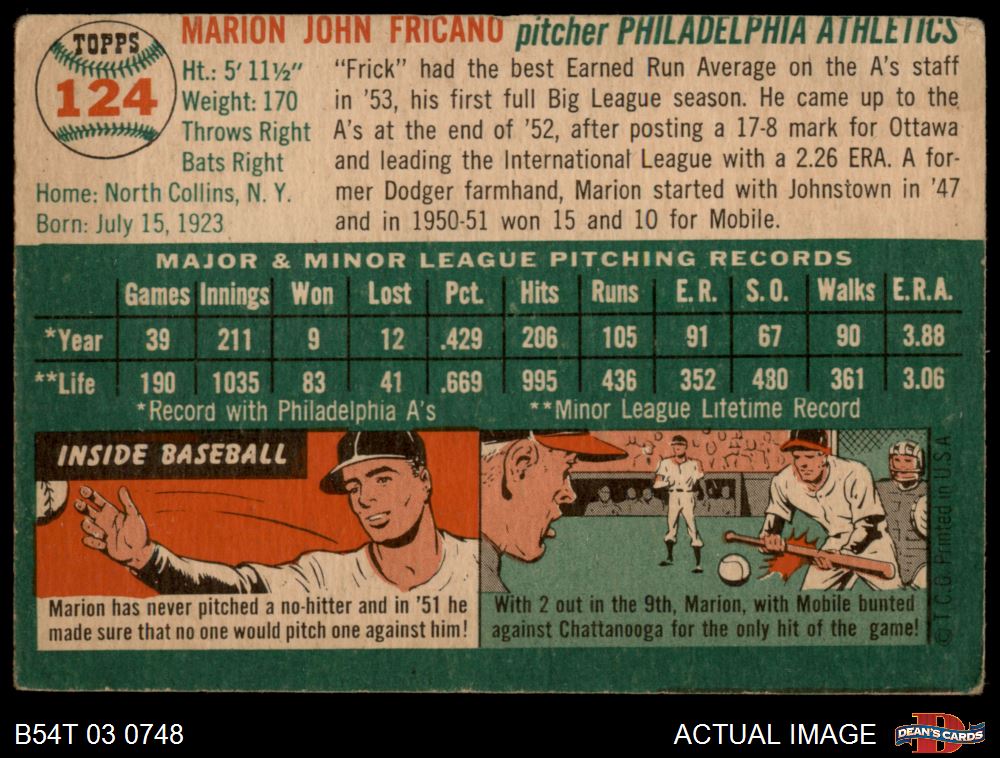 TOPPS
124
MARION JOHN FRICANO pitcher PHILADELPHIA ATHLETICS
Ht.: 5' 11½"
Weight: 170
Throws Right
Bats Right
Home: North Collins, N. Y.
Born: July 15, 1923
"Frick" had the best Earned Run Average on the A's staff
in '53, his first full Big League season. He came up to the
A's at the end of '52, after posting a 17-8 mark for Ottawa
and leading the International League with a 2.26 ERA. A for-
mer Dodger farmhand, Marion started with Johnstown in '47
and in 1950-51 won 15 and 10 for Mobile.
MAJOR & MINOR LEAGUE PITCHING RECORDS
Games Innings Won Lost Pct. Hits Runs E.R. S.O. Walks E.R.A.
*Year 39 211 9 12 .429 206 105 91 67 90 3.88
**Life 190 1035 83 41 .669 995 436 352 480 361 3.06
*Record with Philadelphia A's **Minor League Lifetime Record
INSIDE BASEBALL
Marion has never pitched a no-hitter and in '51 he
made sure that no one would pitch one against him!
With 2 out in the 9th, Marion, with Mobile bunted
against Chattanooga for the only hit of the game!
© T.C.G. Printed in U.S.A
B54T 03 0748
ACTUAL IMAGE
DEAN'S CARDS